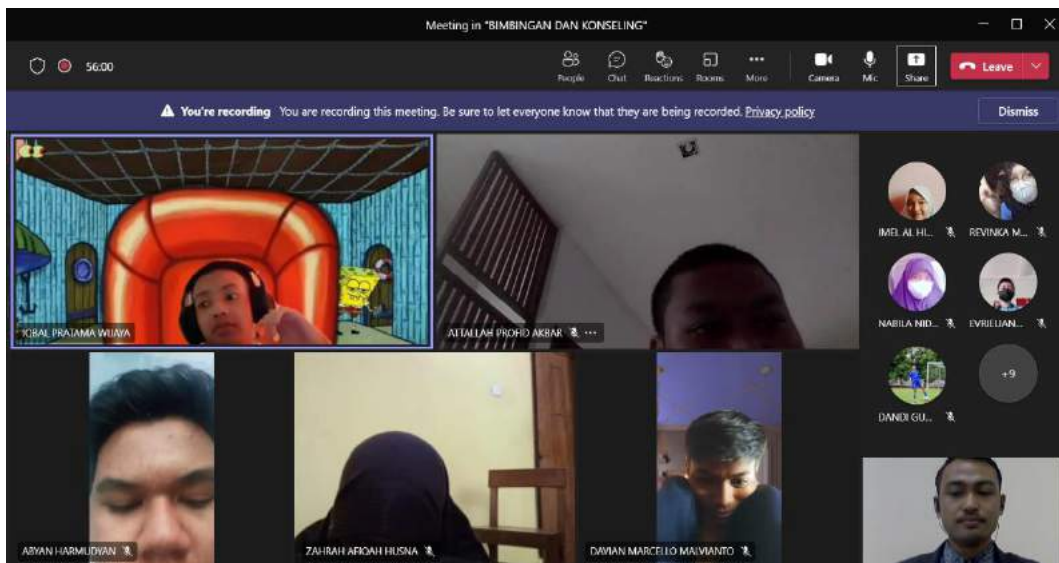 Meeting in "BIMBINGAN DAN KONSELING"
56:00
People Chat Reactions Rooms More Camera Mic Share Leave
You're recording You are recording this meeting. Be sure to let everyone know that they are being recorded. Privacy policy Dismiss
IQBAL PRATAMA WIJAYA
ATTALLAH PROHID AKBAR ...
IMEL AL HI...
REVINKA M...
NABILA NID...
EVRIELIAN...
DANDI GU...
+9
ABYAN HARMUDYAN
ZAHRAH AFIQAH HUSNA
DAVIAN MARCELLO MALVIANTO